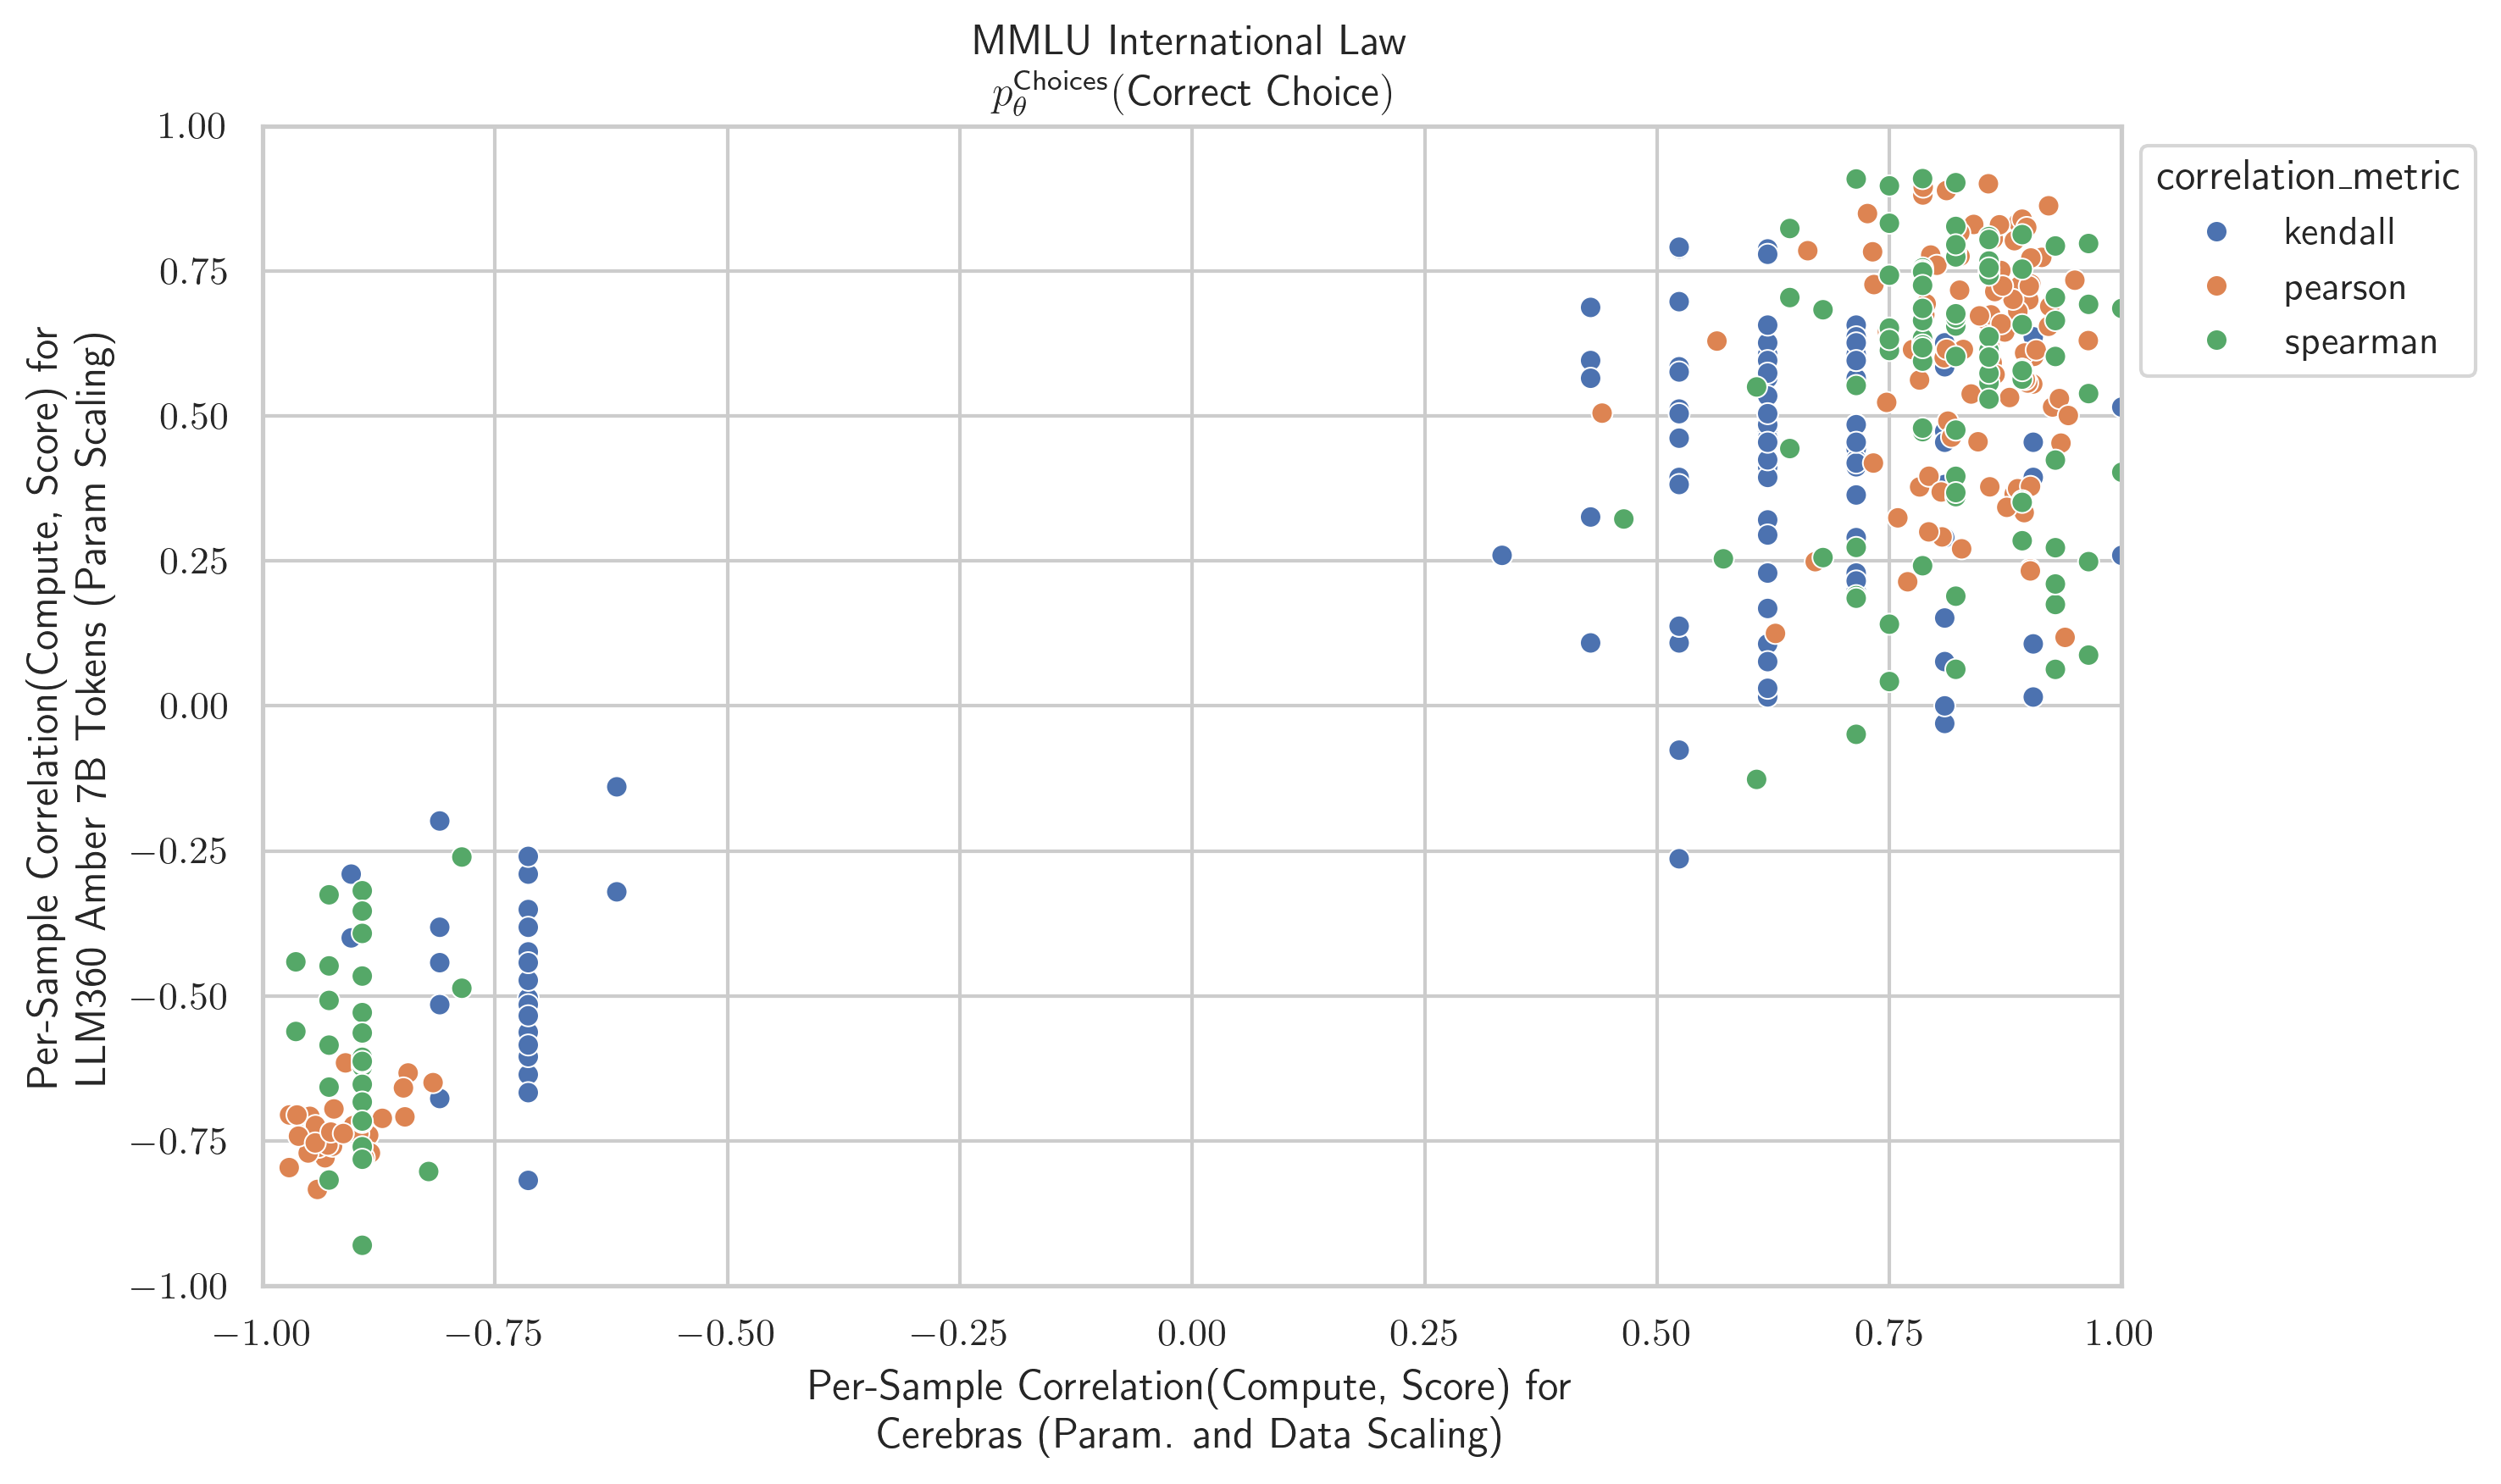 MMLU International Law
p_θ^Choices(Correct Choice)
1.00
0.75
0.50
0.25
0.00
−0.25
−0.50
−0.75
−1.00
Per-Sample Correlation(Compute, Score) for
LLM360 Amber 7B Tokens (Param Scaling)
−1.00 −0.75 −0.50 −0.25 0.00 0.25 0.50 0.75 1.00
Per-Sample Correlation(Compute, Score) for
Cerebras (Param. and Data Scaling)
correlation_metric
kendall
pearson
spearman